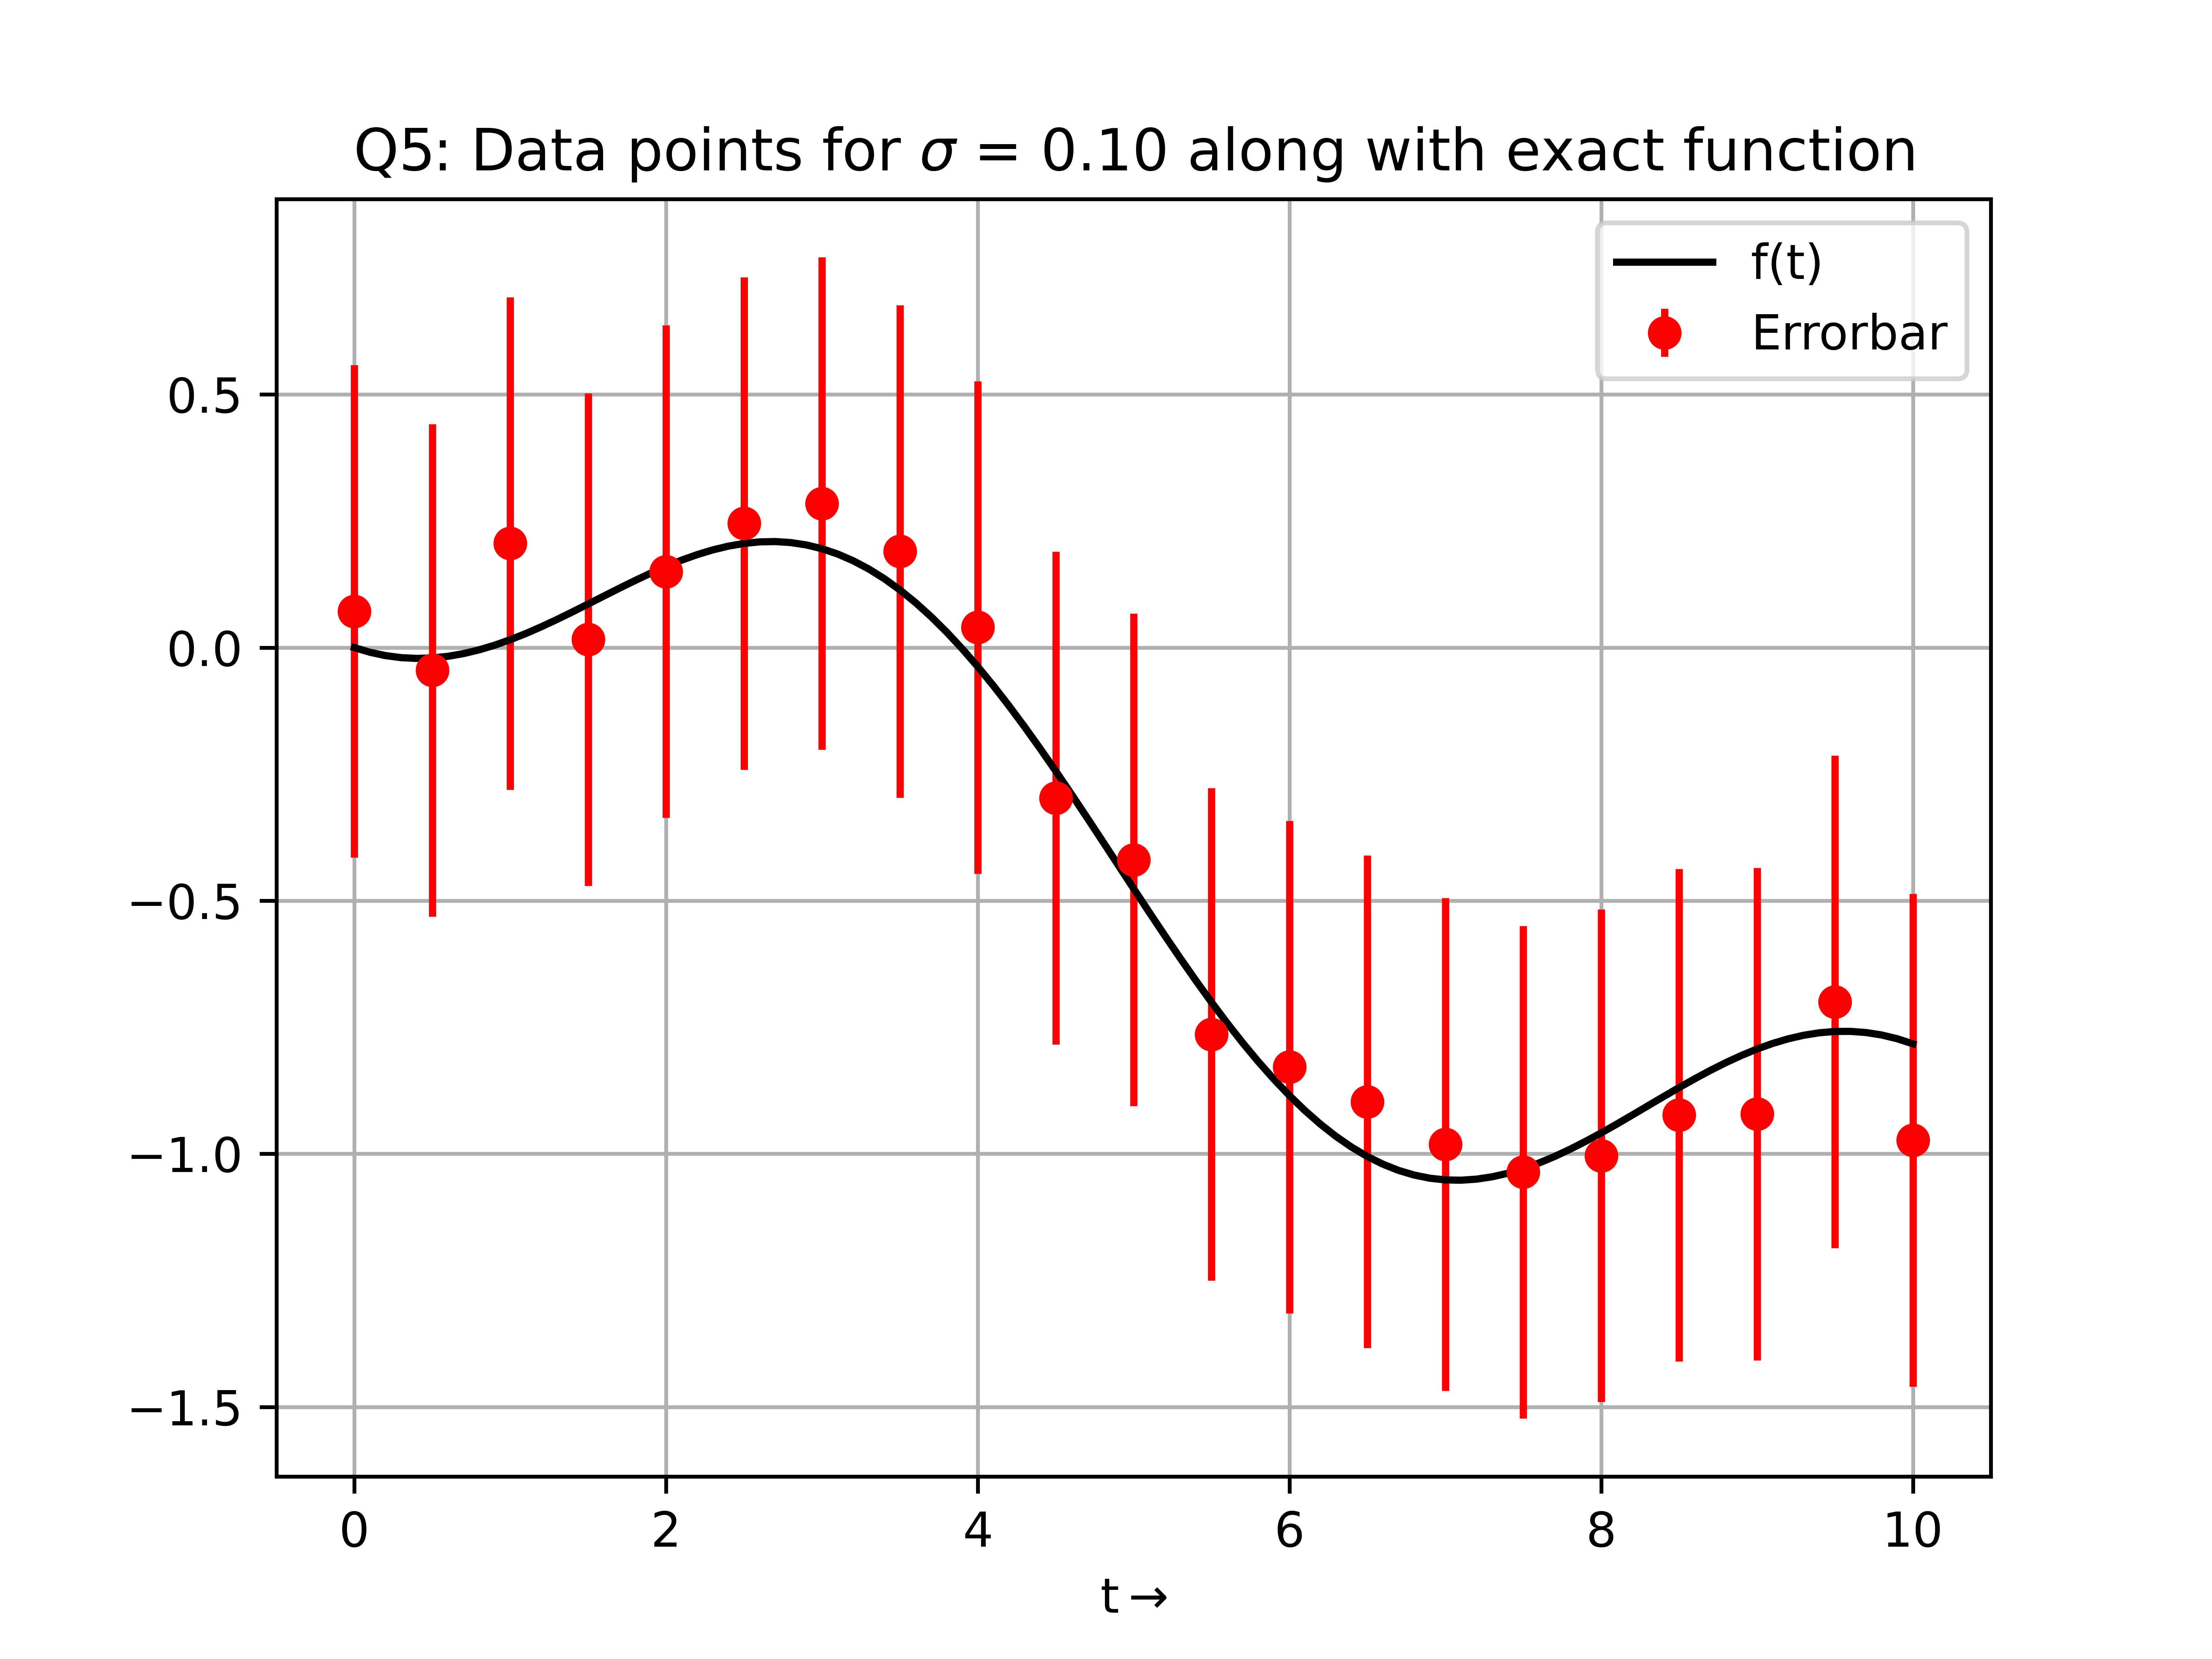 Q5: Data points for σ = 0.10 along with exact function
f(t)
Errorbar
0.5
0.0
−0.5
−1.0
−1.5
0 2 4 6 8 10
t→